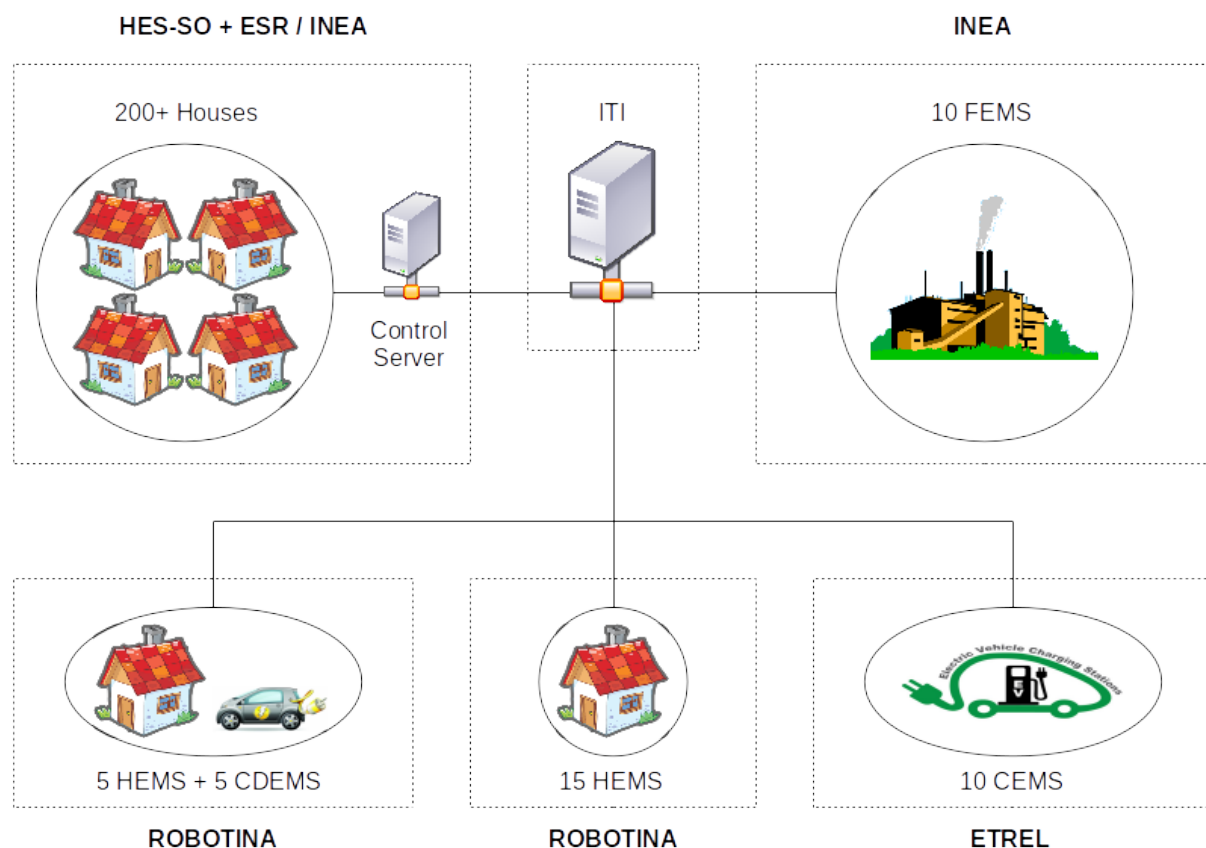 HES-SO + ESR / INEA
INEA
200+ Houses
ITI
10 FEMS
Control
Server
Electric Vehicle Charging Stations
5 HEMS + 5 CDEMS
15 HEMS
10 CEMS
ROBOTINA
ROBOTINA
ETREL